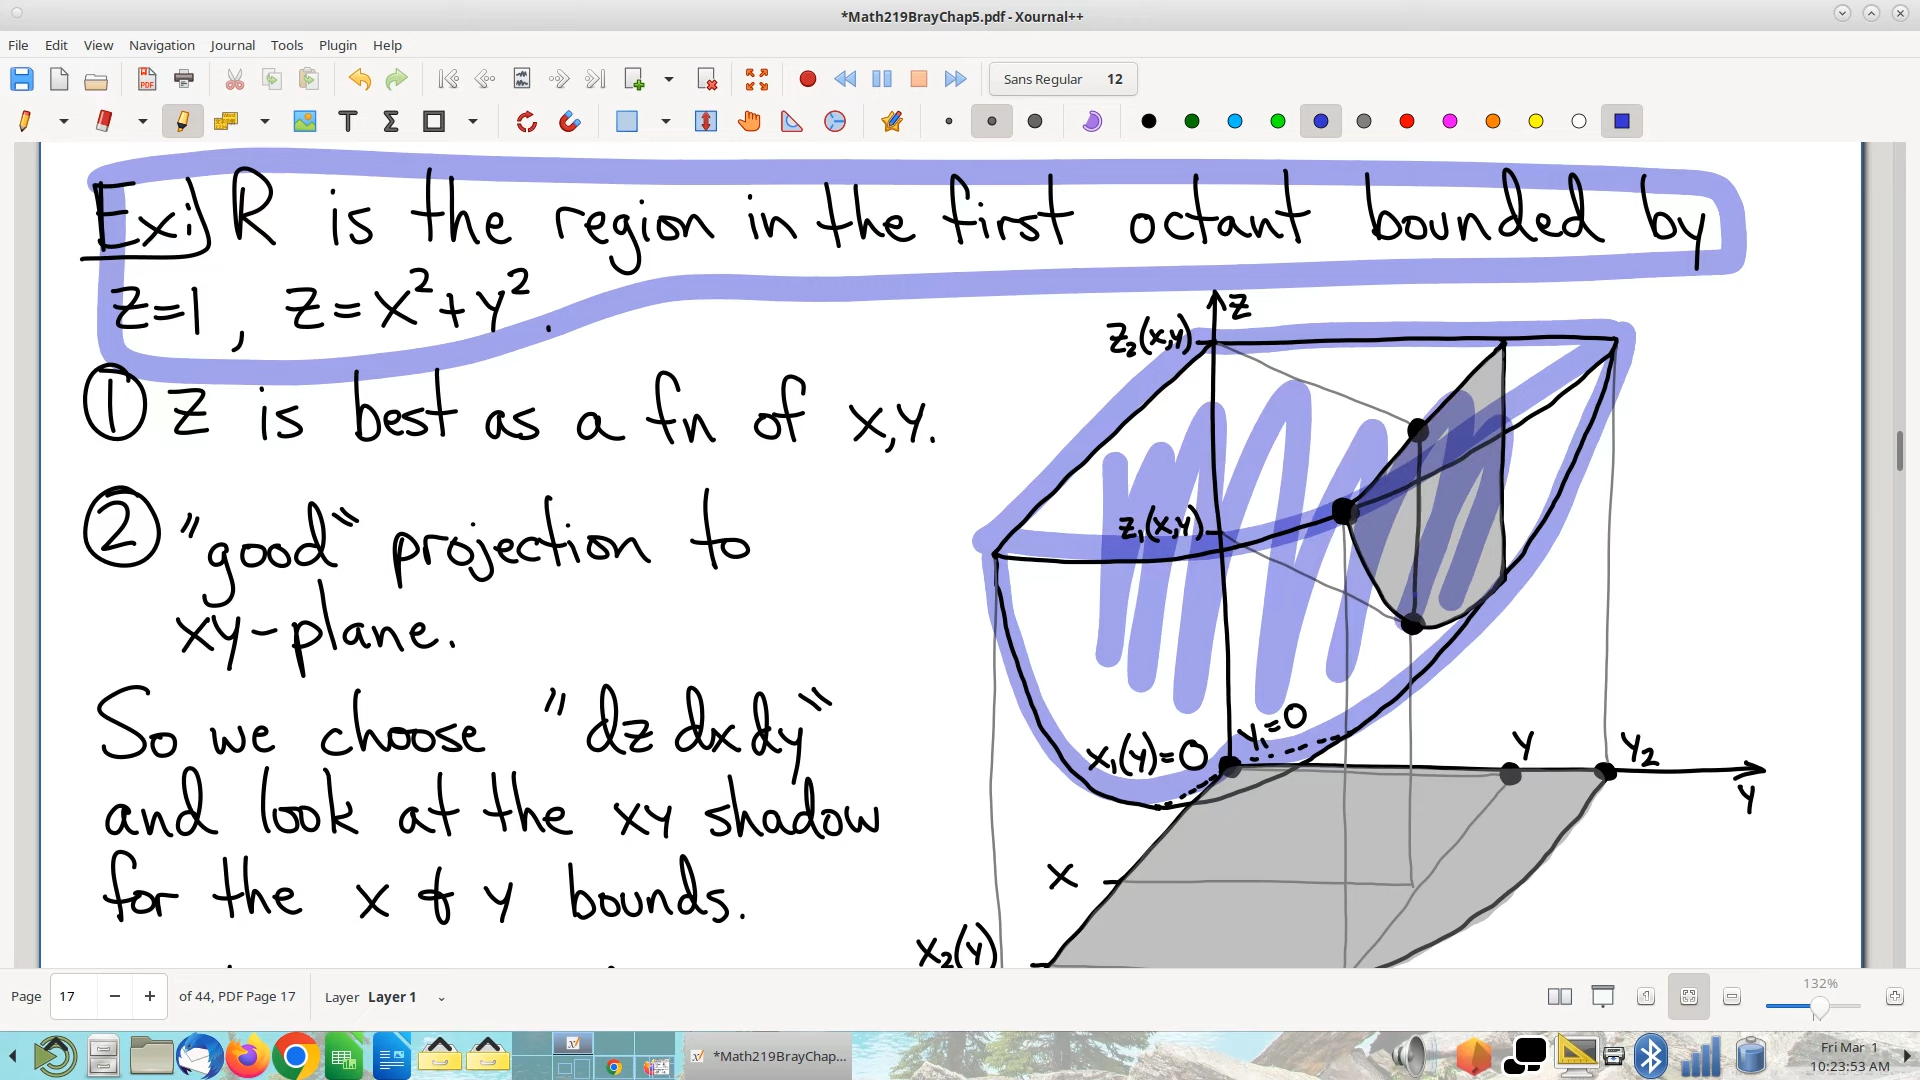 *Math219BrayChap5.pdf - Xournal++
File Edit View Navigation Journal Tools Plugin Help
Sans Regular 12
Ex: R is the region in the first octant bounded by
z=1, z=x²+y².
① z is best as a fn of x,y.
② "good" projection to
xy-plane.
So we choose "dz dx dy"
and look at the xy shadow
for the x & y bounds.
z
z₂(x,y)
z₁(x,y)
y₁=0
x₁(y)=0
y
y₂
y
x
x₂(y)
Page 17 of 44, PDF Page 17 Layer Layer 1
132%
*Math219BrayChap...
Fri Mar 1
10:23:53 AM